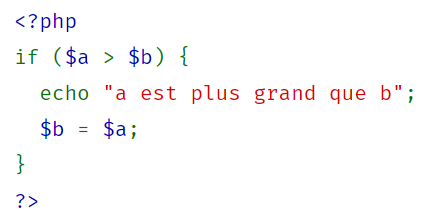 <?php
if ($a > $b) {
  echo "a est plus grand que b";
  $b = $a;
}
?>